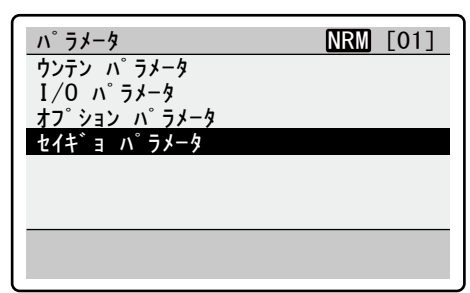 パラメータ NRM [01]
ウンテン パラメータ
I/O パラメータ
オプション パラメータ
セイギョ パラメータ